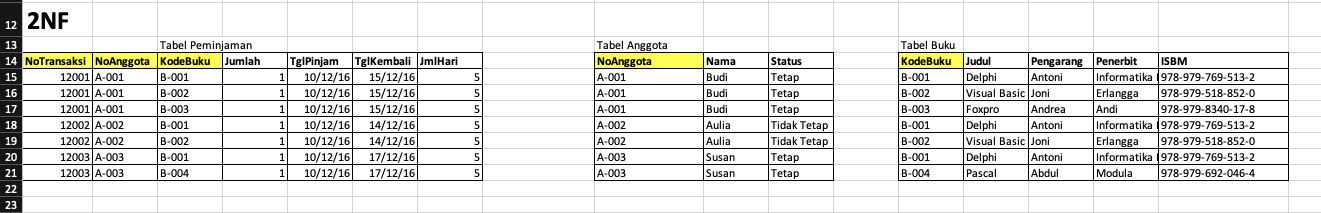 12 2NF
13 Tabel Peminjaman Tabel Anggota Tabel Buku
14 NoTransaksi NoAnggota KodeBuku Jumlah TglPinjam TglKembali JmlHari NoAnggota Nama Status KodeBuku Judul Pengarang Penerbit ISBM
15 12001 A-001 B-001 1 10/12/16 15/12/16 5 A-001 Budi Tetap B-001 Delphi Antoni Informatika 978-979-769-513-2
16 12001 A-001 B-002 1 10/12/16 15/12/16 5 A-001 Budi Tetap B-002 Visual Basic Joni Erlangga 978-979-518-852-0
17 12001 A-001 B-003 1 10/12/16 15/12/16 5 A-001 Budi Tetap B-003 Foxpro Andrea Andi 978-979-8340-17-8
18 12002 A-002 B-001 1 10/12/16 14/12/16 5 A-002 Aulia Tidak Tetap B-001 Delphi Antoni Informatika 978-979-769-513-2
19 12002 A-002 B-002 1 10/12/16 14/12/16 5 A-002 Aulia Tidak Tetap B-002 Visual Basic Joni Erlangga 978-979-518-852-0
20 12003 A-003 B-001 1 10/12/16 17/12/16 5 A-003 Susan Tetap B-001 Delphi Antoni Informatika 978-979-769-513-2
21 12003 A-003 B-004 1 10/12/16 17/12/16 5 A-003 Susan Tetap B-004 Pascal Abdul Modula 978-979-692-046-4
22
23